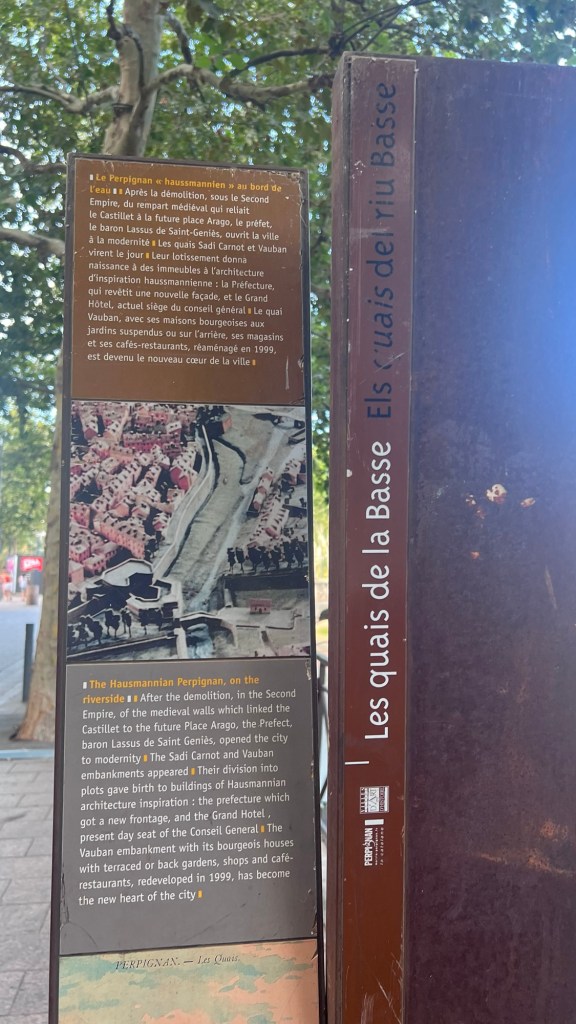 Le Perpignan « haussmannien » au bord de
l'eau Après la démolition, sous le Second
Empire, du rempart médiéval qui reliait
le Castillet à la future place Arago, le préfet,
le baron Lassus de Saint-Geniès, ouvrit la ville
à la modernité Les quais Sadi Carnot et Vauban
virent le jour Leur lotissement donna
naissance à des immeubles à l'architecture
d'inspiration haussmannienne : la Préfecture,
qui revêtit une nouvelle façade, et le Grand
Hôtel, actuel siège du conseil général Le quai
Vauban, avec ses maisons bourgeoises aux
jardins suspendus ou sur l'arrière, ses magasins
et ses cafés-restaurants, réaménagé en 1999,
est devenu le nouveau cœur de la ville
The Hausmannian Perpignan, on the
riverside After the demolition, in the Second
Empire, of the medieval walls which linked the
Castillet to the future Place Arago, the Prefect,
baron Lassus de Saint Geniès, opened the city
to modernity The Sadi Carnot and Vauban
embankments appeared Their division into
plots gave birth to buildings of Hausmannian
architecture inspiration : the prefecture which
got a new frontage, and the Grand Hotel ,
present day seat of the Conseil General The
Vauban embankment with its bourgeois houses
with terraced or back gardens, shops and café-
restaurants, redeveloped in 1999, has become
the new heart of the city
PERPIGNAN. — Les Quais.
Les quais de la Basse Els quais del riu Basse
PERPIGNAN
la catalane